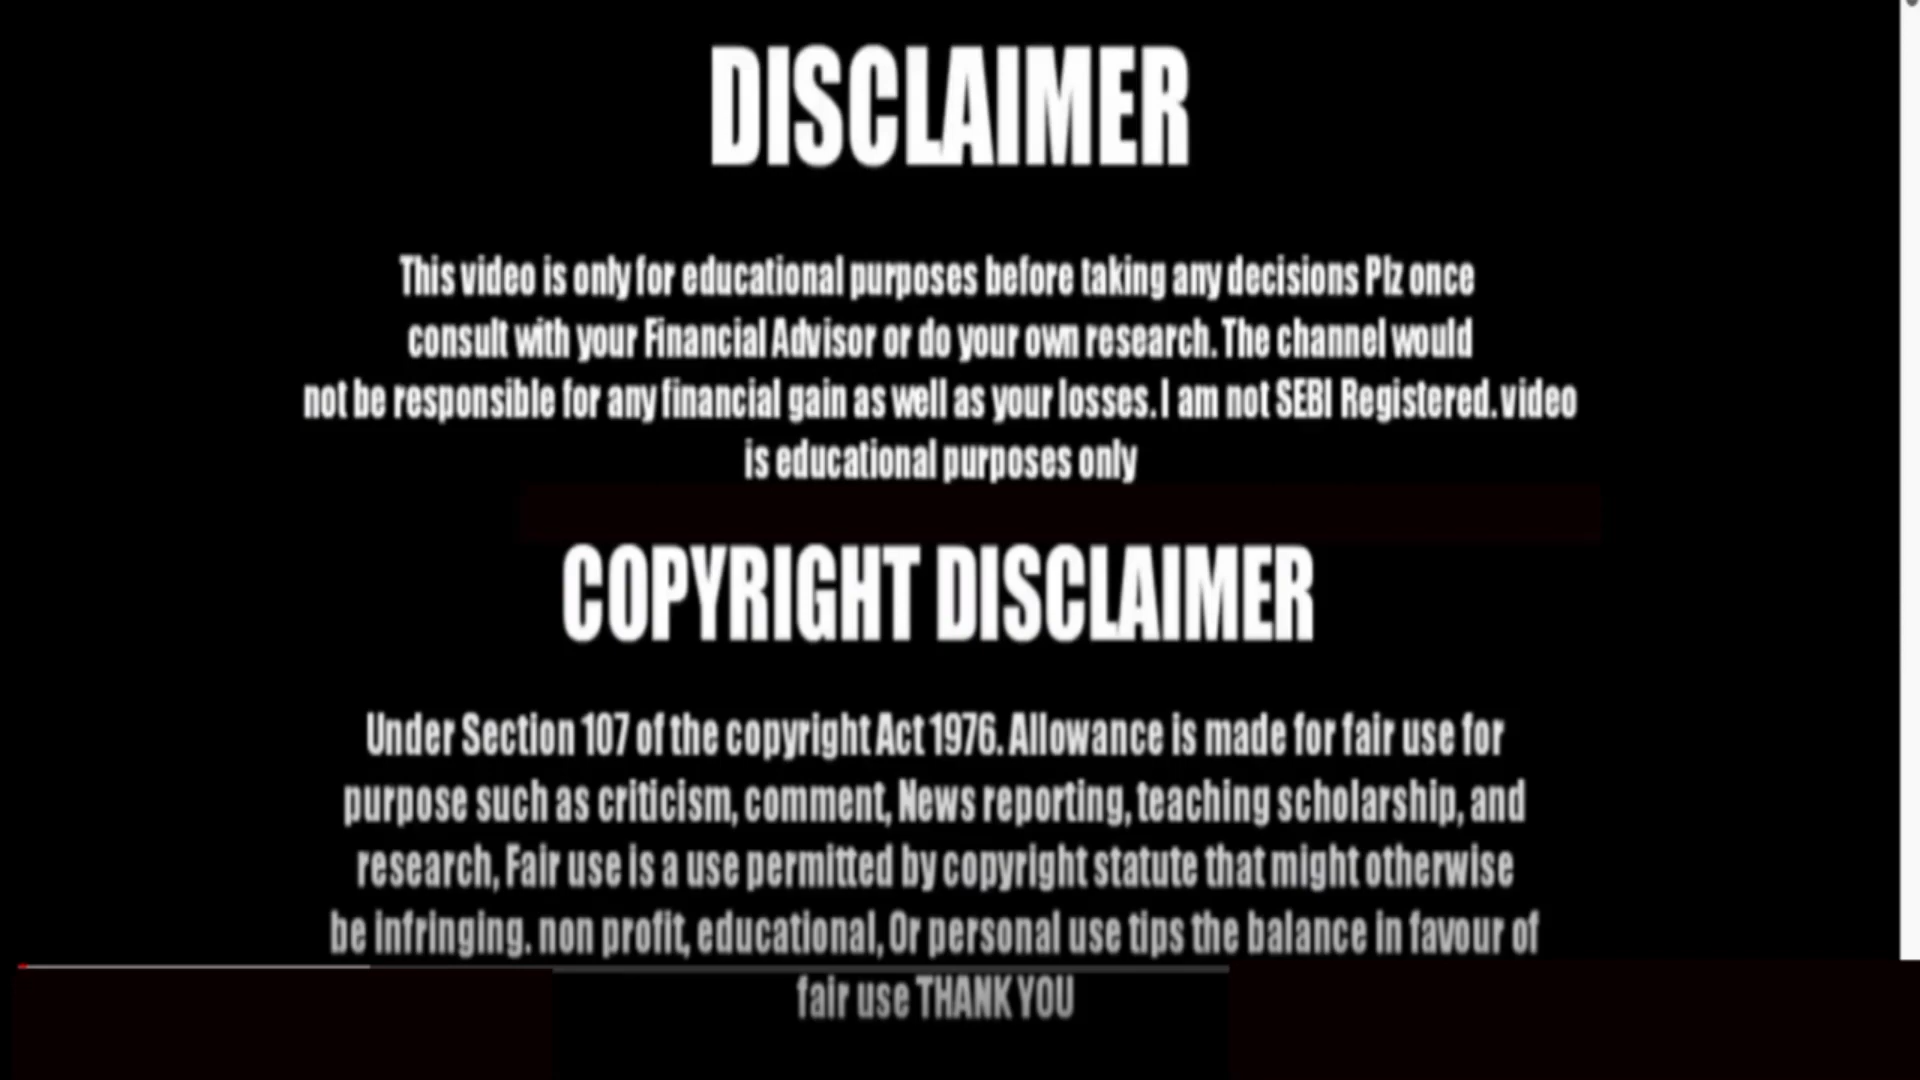 DISCLAIMER
This video is only for educational purposes before taking any decisions Plz once
consult with your Financial Advisor or do your own research. The channel would
not be responsible for any financial gain as well as your losses. I am not SEBI Registered. video
is educational purposes only
COPYRIGHT DISCLAIMER
Under Section 107 of the copyright Act 1976. Allowance is made for fair use for
purpose such as criticism, comment, News reporting, teaching scholarship, and
research, Fair use is a use permitted by copyright statute that might otherwise
be infringing. non profit, educational, Or personal use tips the balance in favour of
fair use THANK YOU